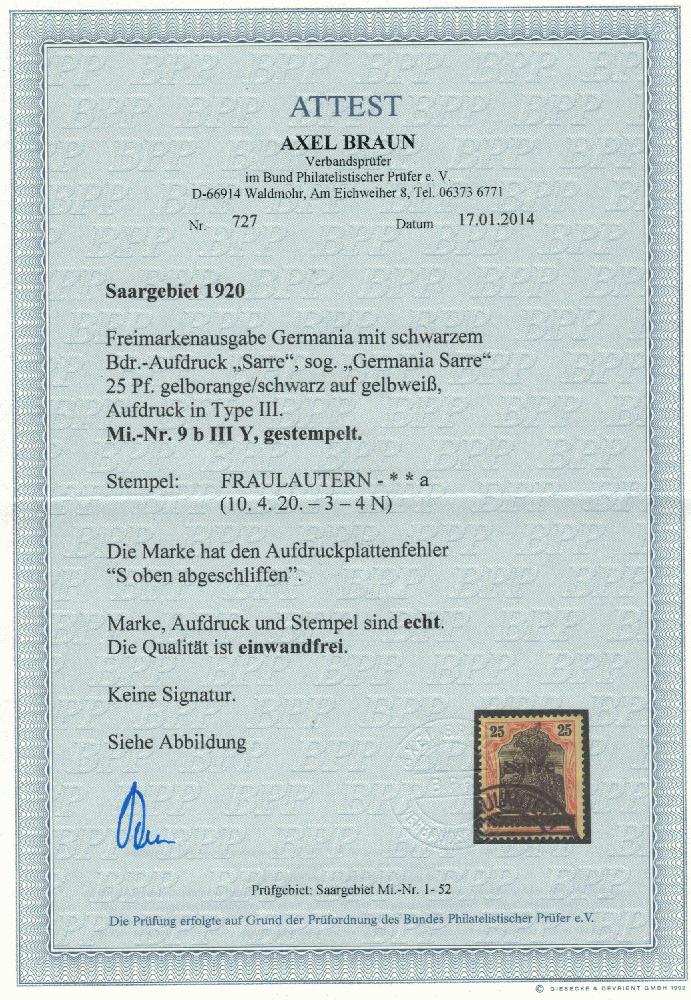 ATTEST
AXEL BRAUN
Verbandsprüfer
im Bund Philatelistischer Prüfer e. V.
D-66914 Waldmohr, Am Eichweiher 8, Tel. 06373 6771
Nr. 727 Datum 17.01.2014
Saargebiet 1920
Freimarkenausgabe Germania mit schwarzem
Bdr.-Aufdruck „Sarre“, sog. „Germania Sarre“
25 Pf. gelborange/schwarz auf gelbweiß,
Aufdruck in Type III.
Mi.-Nr. 9 b III Y, gestempelt.
Stempel: FRAULAUTERN - * * a
(10. 4. 20. – 3 – 4 N)
Die Marke hat den Aufdruckplattenfehler
“S oben abgeschliffen”.
Marke, Aufdruck und Stempel sind echt.
Die Qualität ist einwandfrei.
Keine Signatur.
Siehe Abbildung
25 25
Sarre
Prüfgebiet: Saargebiet Mi.-Nr. 1- 52
Die Prüfung erfolgte auf Grund der Prüfordnung des Bundes Philatelistischer Prüfer e.V.
© GIESECKE & DEVRIENT GMBH 1992